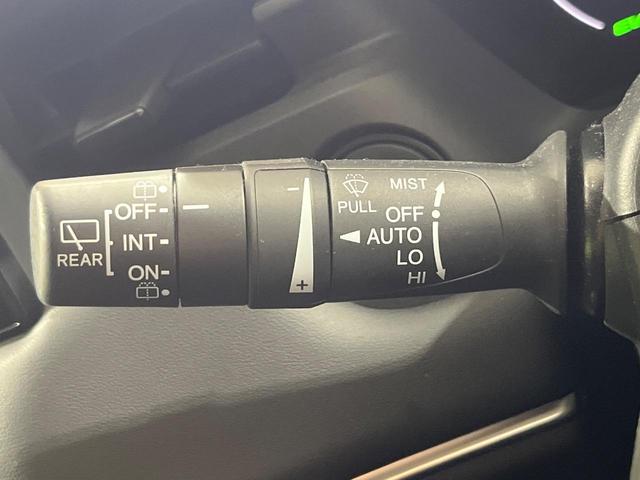 OFF
INT
REAR
ON
−
+
MIST
PULL
OFF
AUTO
LO
HI